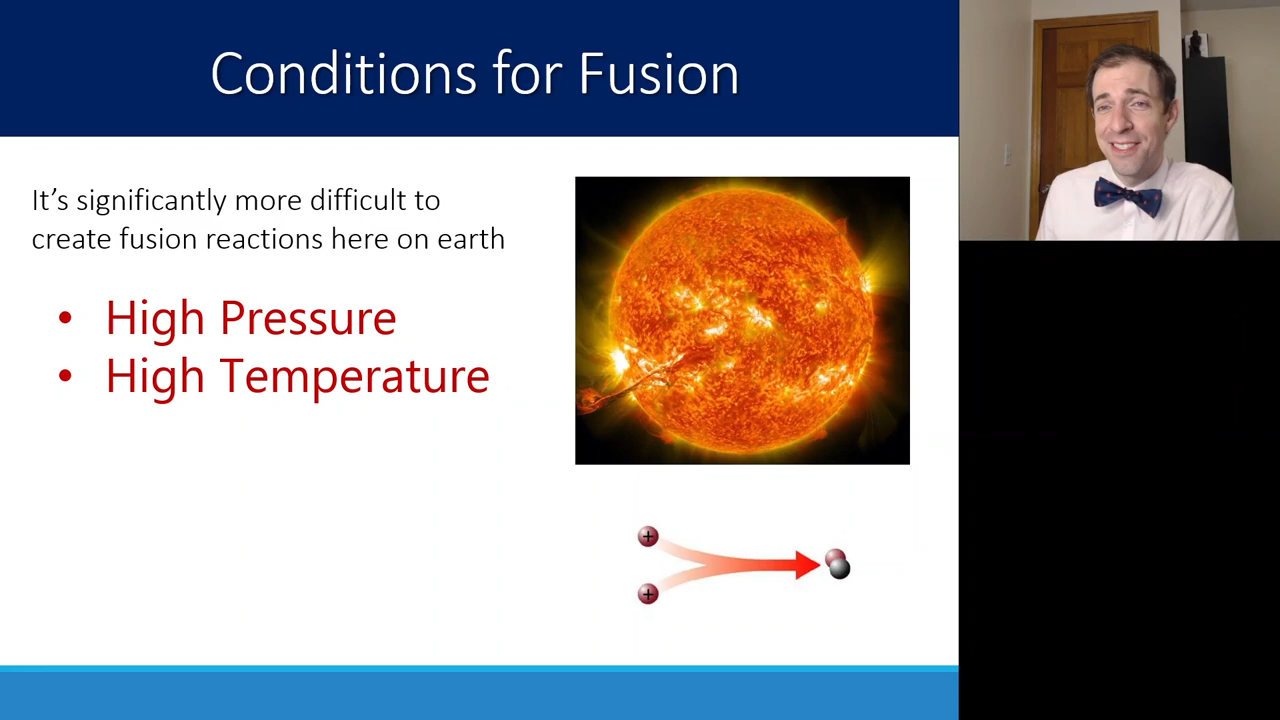 Conditions for Fusion
It's significantly more difficult to
create fusion reactions here on earth
• High Pressure
• High Temperature
+
+